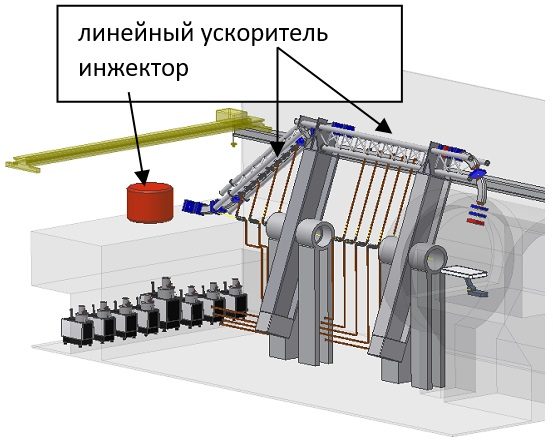 линейный ускоритель
инжектор